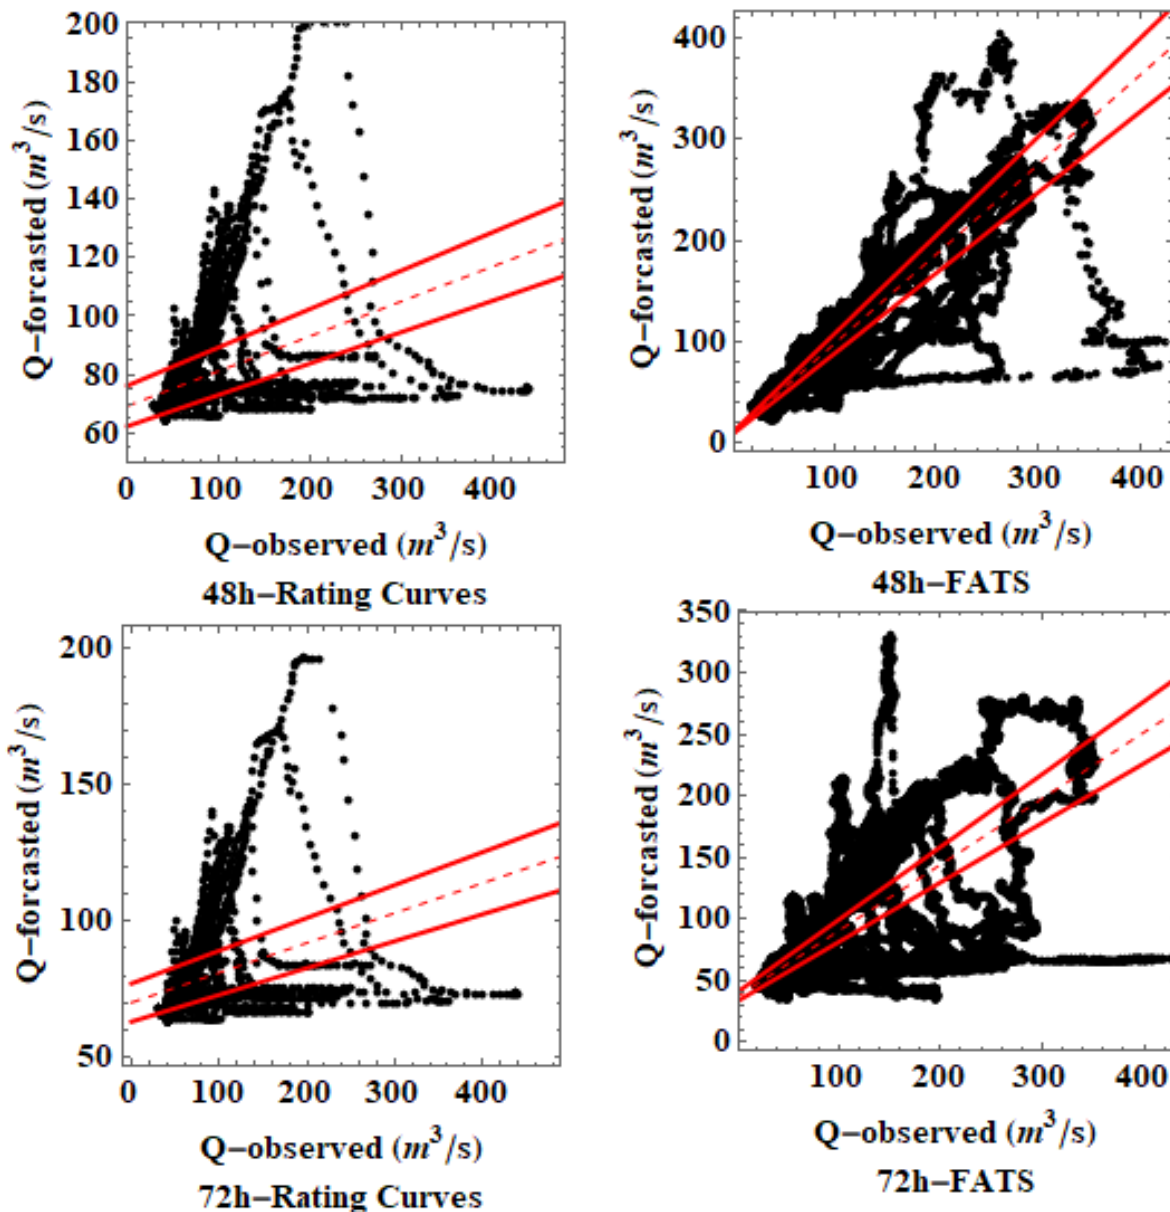 200
180
160
140
120
100
80
60
Q-forcasted (m³/s)
0 100 200 300 400
Q-observed (m³/s)
48h-Rating Curves
400
300
200
100
0
Q-forcasted (m³/s)
100 200 300 400
Q-observed (m³/s)
48h-FATS
200
150
100
50
Q-forcasted (m³/s)
0 100 200 300 400
Q-observed (m³/s)
72h-Rating Curves
350
300
250
200
150
100
50
0
Q-forcasted (m³/s)
100 200 300 400
Q-observed (m³/s)
72h-FATS